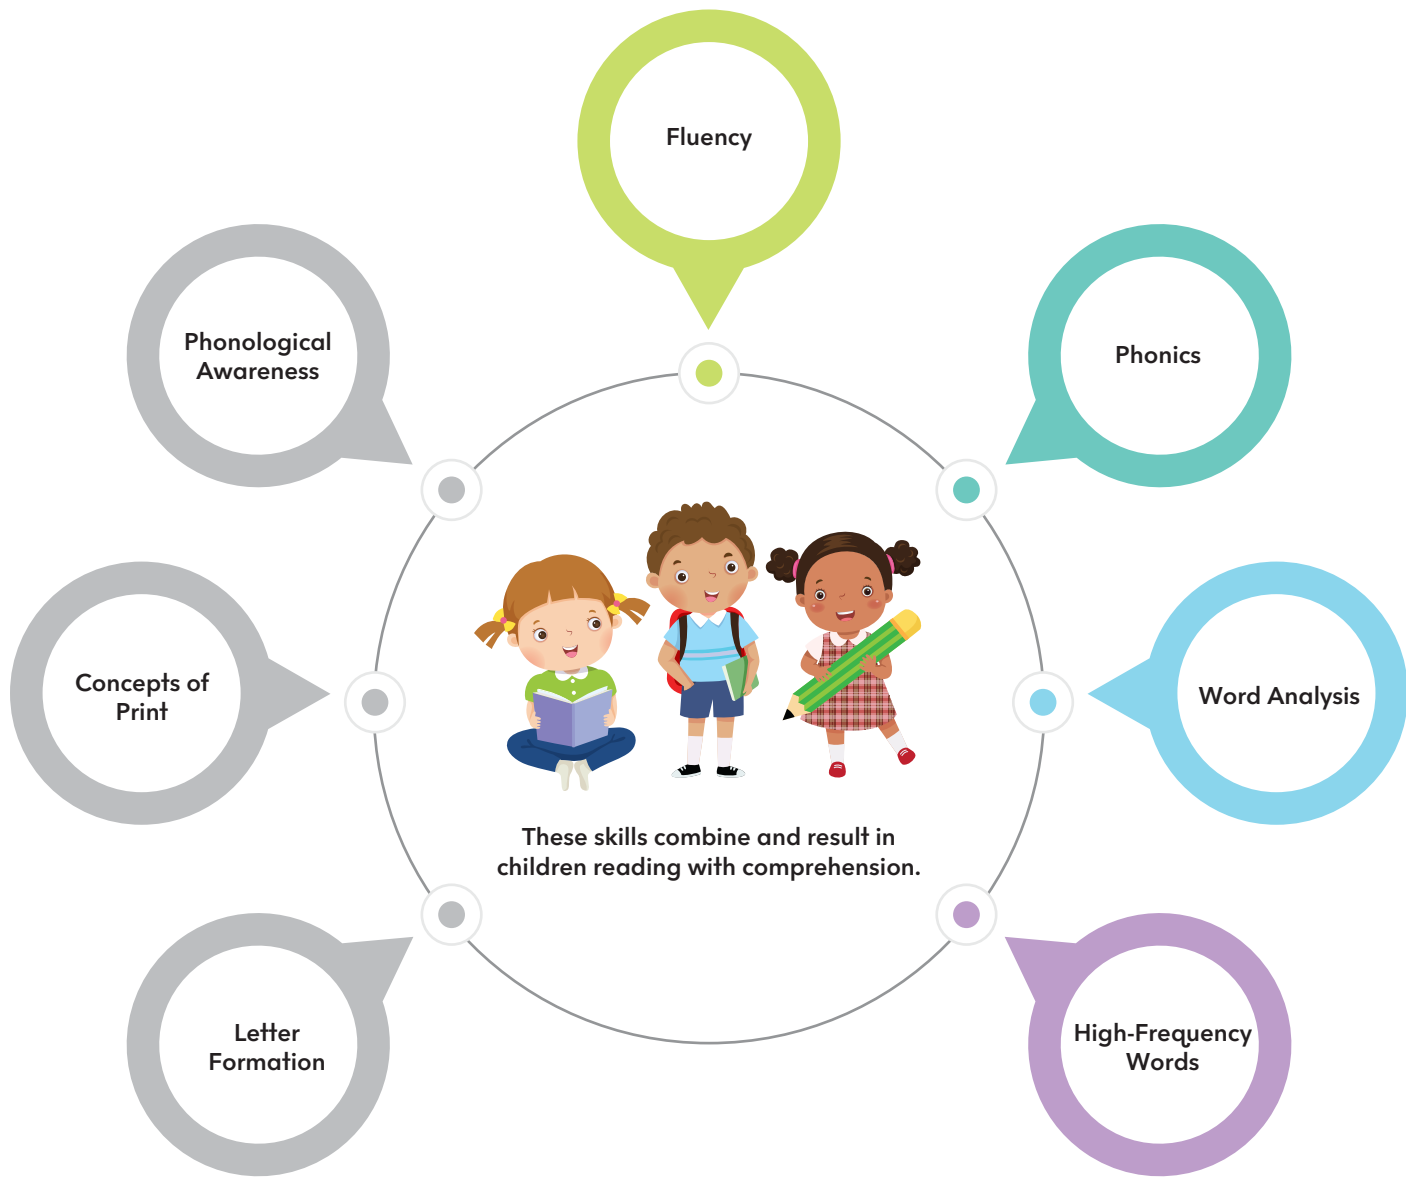 Fluency
Phonological
Awareness
Phonics
Concepts of
Print
Word Analysis
These skills combine and result in
children reading with comprehension.
Letter
Formation
High-Frequency
Words